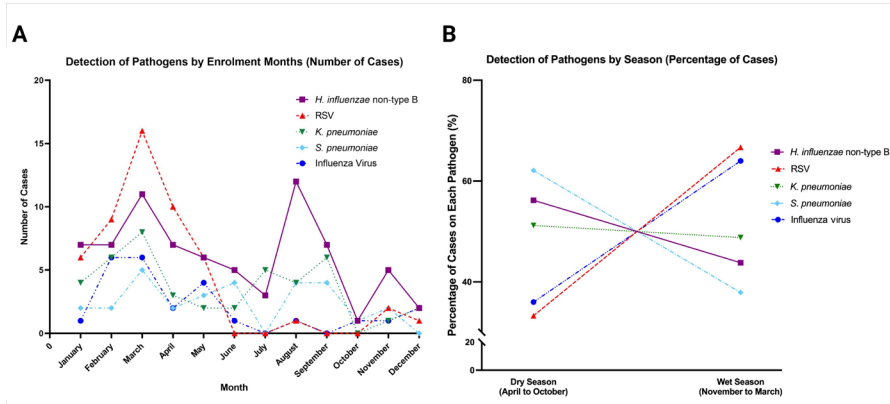 A
Detection of Pathogens by Enrolment Months (Number of Cases)
20
15
10
5
0
Number of Cases
H. influenzae non-type B
RSV
K. pneumoniae
S. pneumoniae
Influenza Virus
0
January
February
March
April
May
June
July
August
September
October
November
December
Month
B
Detection of Pathogens by Season (Percentage of Cases)
80
60
40
20
0
Percentage of Cases on Each Pathogen (%)
H. influenzae non-type B
RSV
K. pneumoniae
S. pneumoniae
Influenza virus
Dry Season
(April to October)
Wet Season
(November to March)